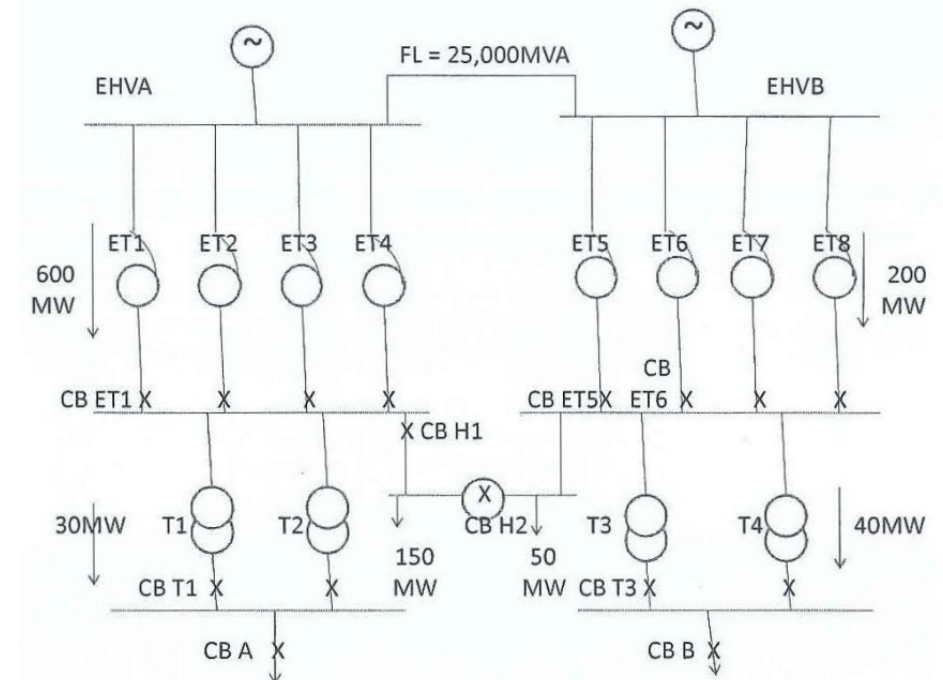 ~
~
FL = 25,000MVA
EHVA
EHVB
ET1 ET2 ET3 ET4
ET5 ET6 ET7 ET8
600
MW
200
MW
CB
CB ET1 X X X X
CB ET5X ET6 X X X
X CB H1
X
CB H2
30MW T1 T2
T3 T4 40MW
150
MW
50
MW
CB T1 X X
CB T3 X X
CB A X
CB B X